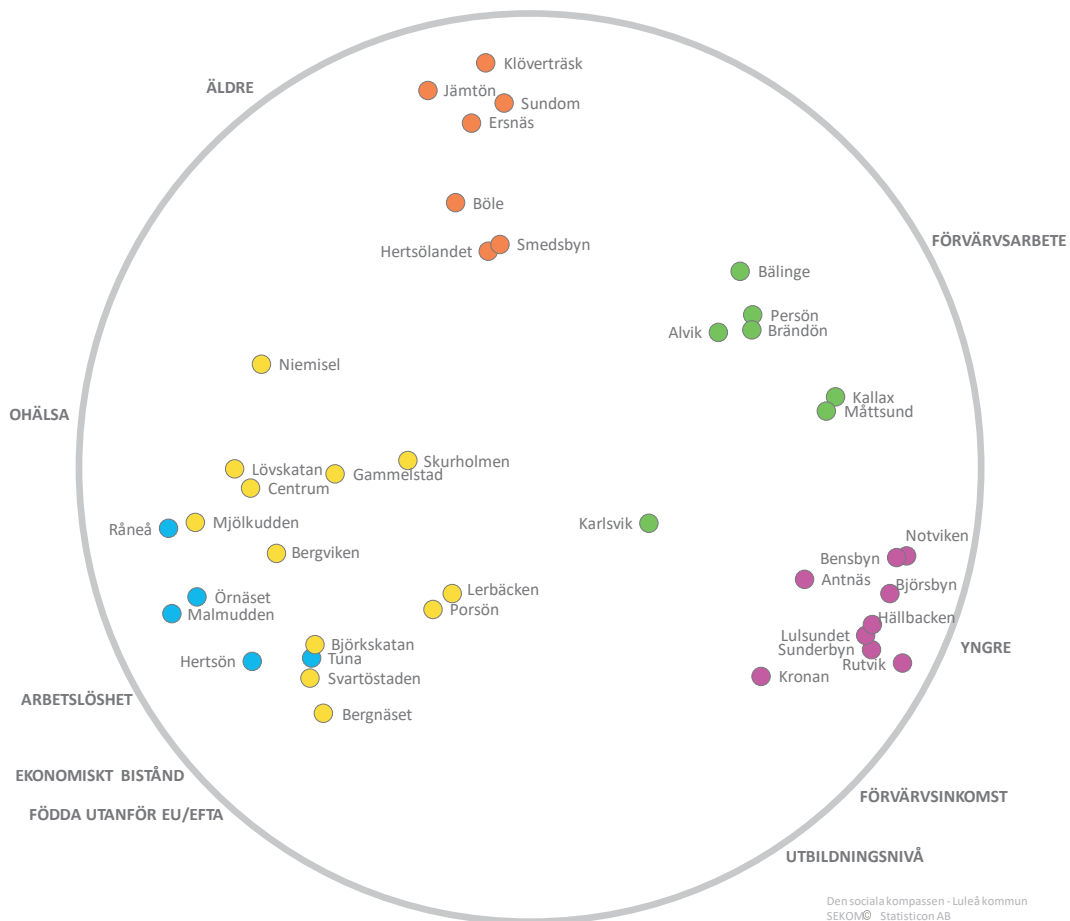 Klöverträsk
ÄLDRE
Jämtön
Sundom
Ersnäs
Böle
FÖRVÄRVSARBETE
Smedsbyn
Hertsölandet
Bälinge
Persön
Brändön
Alvik
Niemisel
Kallax
Måttsund
OHÄLSA
Skurholmen
Lövskatan
Gammelstad
Centrum
Mjölkudden
Råneå
Karlsvik
Notviken
Bergviken
Bensbyn
Antnäs
Björsbyn
Lerbäcken
Örnäset
Porsön
Malmudden
Hällbacken
Lulsundet
Björkskatan
Sunderbyn
YNGRE
Tuna
Hertsön
Rutvik
Svartöstaden
Kronan
ARBETSLÖSHET
Bergnäset
EKONOMISKT BISTÅND
FÖRVÄRVSINKOMST
FÖDDA UTANFÖR EU/EFTA
UTBILDNINGSNIVÅ
Den sociala kompassen - Luleå kommun
SEKOM© Statisticon AB